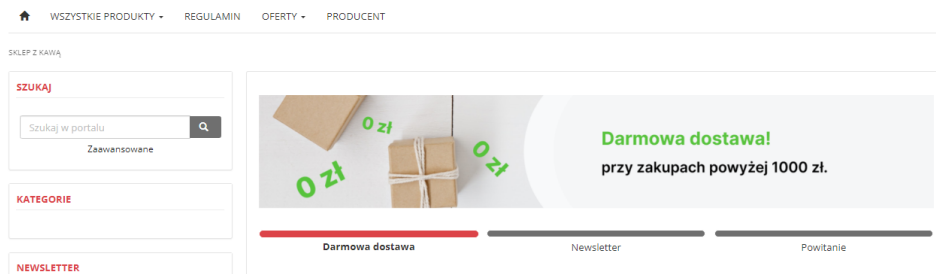 WSZYSTKIE PRODUKTY REGULAMIN OFERTY PRODUCENT
SKLEP Z KAWĄ
SZUKAJ
Szukaj w portalu
Zaawansowane
KATEGORIE
NEWSLETTER
0 zł
0 zł
0 zł
Darmowa dostawa!
przy zakupach powyżej 1000 zł.
Darmowa dostawa Newsletter Powitanie